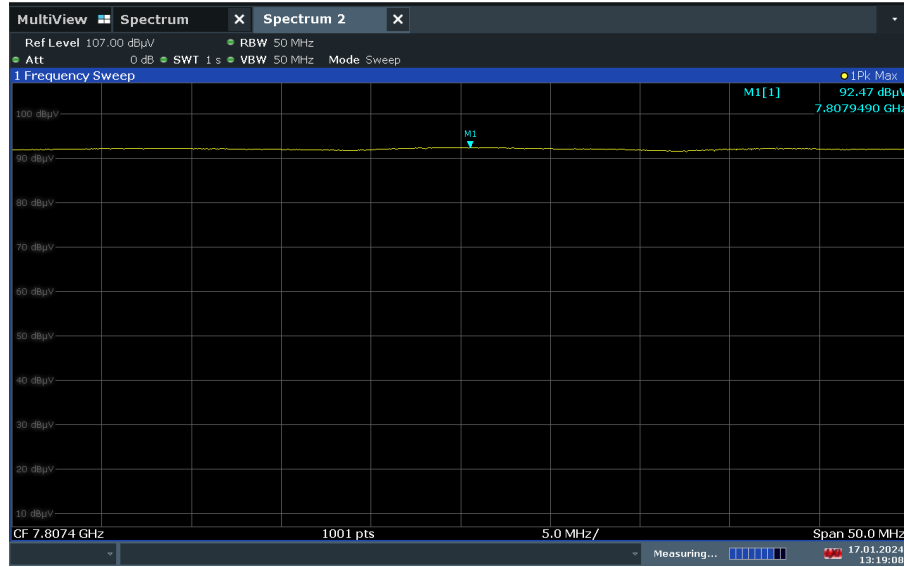 MultiView Spectrum Spectrum 2
Ref Level 107.00 dBµV RBW 50 MHz
Att 0 dB SWT 1 s VBW 50 MHz Mode Sweep
1 Frequency Sweep 1Pk Max
M1[1] 92.47 dBµV
7.8079490 GHz
100 dBµV
M1
90 dBµV
80 dBµV
70 dBµV
60 dBµV
50 dBµV
40 dBµV
30 dBµV
20 dBµV
10 dBµV
CF 7.8074 GHz 1001 pts 5.0 MHz/ Span 50.0 MHz
Measuring... 17.01.2024
13:19:08